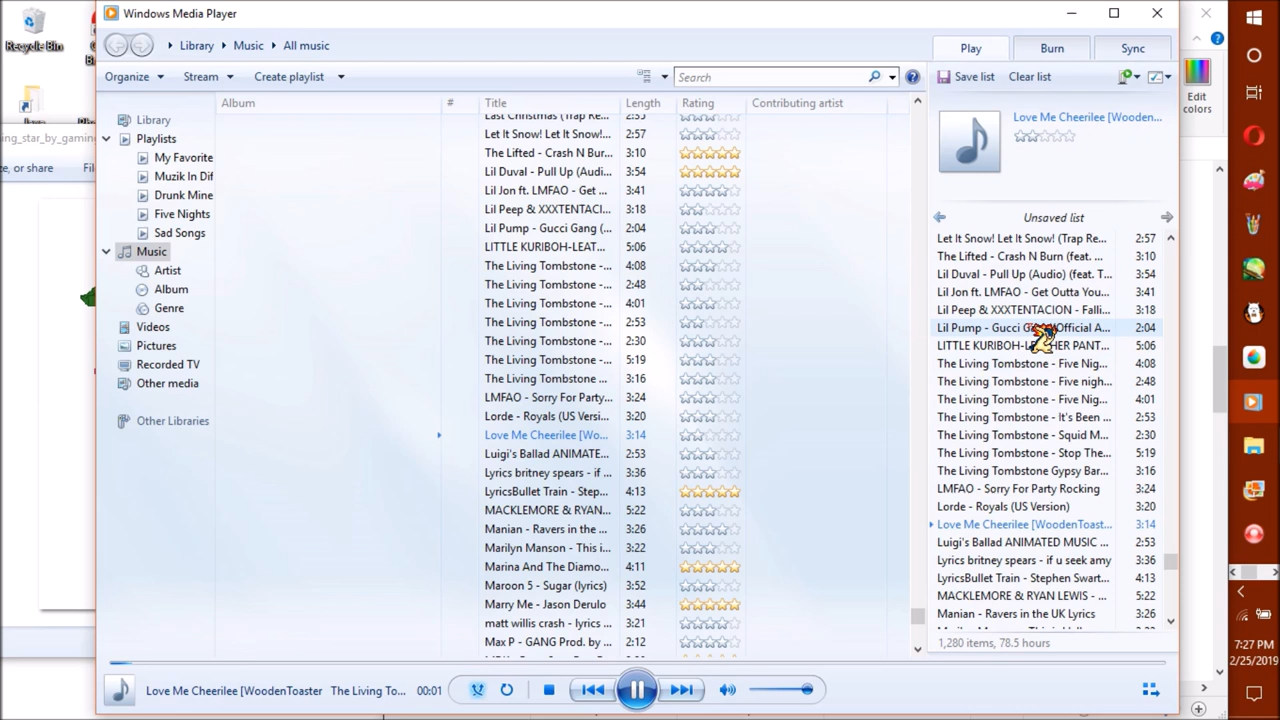 Recycle Bin
ing_star_by_gamin
e, or share
Fil
Windows Media Player
Library
Music
All music
Organize
Stream
Create playlist
Search
Play
Burn
Sync
Save list
Clear list
Edit
colors
Album
#
Title
Length
Rating
Contributing artist
Library
Playlists
My Favorite
Muzik In Dif
Drunk Mine
Five Nights
Sad Songs
Music
Artist
Album
Genre
Videos
Pictures
Recorded TV
Other media
Other Libraries
Last Christmas (Trap Re... 2:55
Let It Snow! Let It Snow!... 2:57
The Lifted - Crash N Bur... 3:10
Lil Duval - Pull Up (Audi... 3:54
Lil Jon ft. LMFAO - Get ... 3:41
Lil Peep & XXXTENTACI... 3:18
Lil Pump - Gucci Gang (... 2:04
LITTLE KURIBOH-LEAT... 5:06
The Living Tombstone -... 4:08
The Living Tombstone -... 2:48
The Living Tombstone -... 4:01
The Living Tombstone -... 2:53
The Living Tombstone -... 2:30
The Living Tombstone -... 5:19
The Living Tombstone ... 3:16
LMFAO - Sorry For Party... 3:24
Lorde - Royals (US Versi... 3:20
Love Me Cheerilee [Wo... 3:14
Luigi's Ballad ANIMATE... 2:53
Lyrics britney spears - if ... 3:36
LyricsBullet Train - Step... 4:13
MACKLEMORE & RYAN... 5:22
Manian - Ravers in the ... 3:26
Marilyn Manson - This i... 3:22
Marina And The Diamo... 4:11
Maroon 5 - Sugar (lyrics) 3:52
Marry Me - Jason Derulo 3:44
matt willis crash - lyrics ... 3:21
Max P - GANG Prod. by ... 2:12
Love Me Cheerilee [Wooden...
Unsaved list
Let It Snow! Let It Snow! (Trap Re... 2:57
The Lifted - Crash N Burn (feat. ... 3:10
Lil Duval - Pull Up (Audio) (feat. T... 3:54
Lil Jon ft. LMFAO - Get Outta You... 3:41
Lil Peep & XXXTENTACION - Falli... 3:18
Lil Pump - Gucci Official A... 2:04
LITTLE KURIBOH-L HER PANT... 5:06
The Living Tombstone - Five Nig... 4:08
The Living Tombstone - Five nigh... 2:48
The Living Tombstone - Five Nig... 4:01
The Living Tombstone - It's Been ... 2:53
The Living Tombstone - Squid M... 2:30
The Living Tombstone - Stop The... 5:19
The Living Tombstone Gypsy Bar... 3:16
LMFAO - Sorry For Party Rocking 3:24
Lorde - Royals (US Version) 3:20
Love Me Cheerilee [WoodenToast... 3:14
Luigi's Ballad ANIMATED MUSIC ... 2:53
Lyrics britney spears - if u seek amy 3:36
LyricsBullet Train - Stephen Swart... 4:13
MACKLEMORE & RYAN LEWIS - ... 5:22
Manian - Ravers in the UK Lyrics 3:26
1,280 items, 78.5 hours
Love Me Cheerilee [WoodenToaster The Living To... 00:01
7:27 PM
2/25/2019